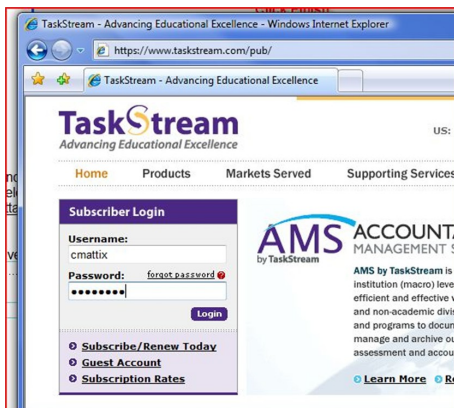 TaskStream - Advancing Educational Excellence - Windows Internet Explorer
https://www.taskstream.com/pub/
TaskStream - Advancing Educational Excellence
TaskStream
Advancing Educational Excellence
US:
Home Products Markets Served Supporting Services
Subscriber Login
Username:
cmattix
Password: forgot password ?
••••••••
Login
Subscribe/Renew Today
Guest Account
Subscription Rates
AMS
by TaskStream
ACCOUNTA
MANAGEMENT S
AMS by TaskStream is
institution (macro) leve
efficient and effective
and non-academic divis
and programs to docum
manage and archive ou
assessment and accou
Learn More Re